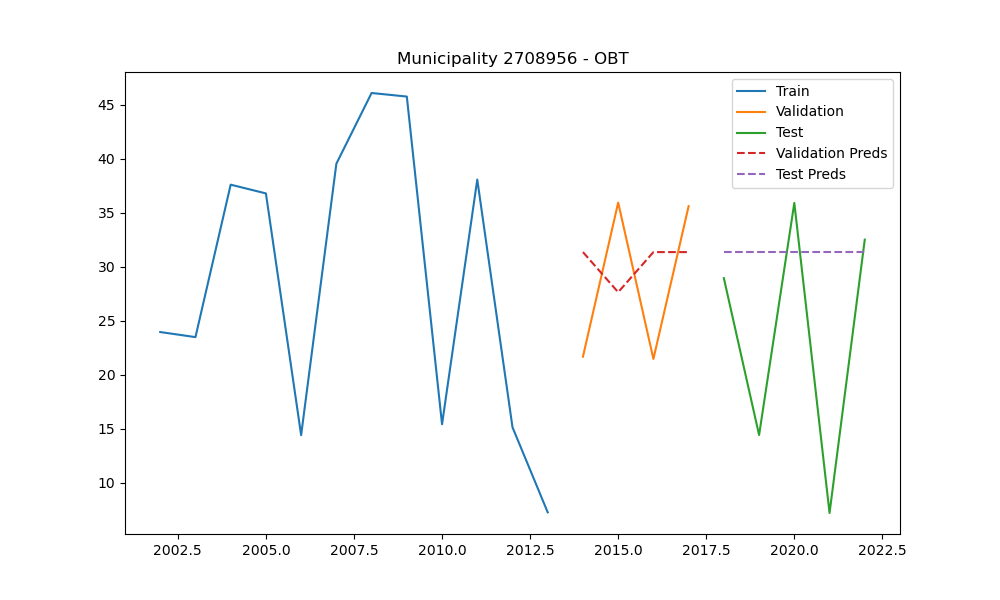 Municipality 2708956 - OBT
Train
Validation
Test
Validation Preds
Test Preds
45
40
35
30
25
20
15
10
2002.5 2005.0 2007.5 2010.0 2012.5 2015.0 2017.5 2020.0 2022.5